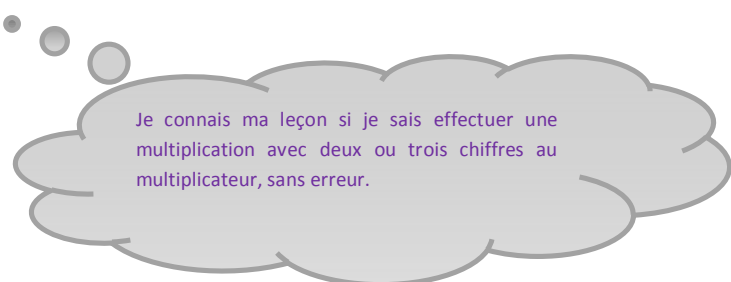 Je connais ma leçon si je sais effectuer une
multiplication avec deux ou trois chiffres au
multiplicateur, sans erreur.